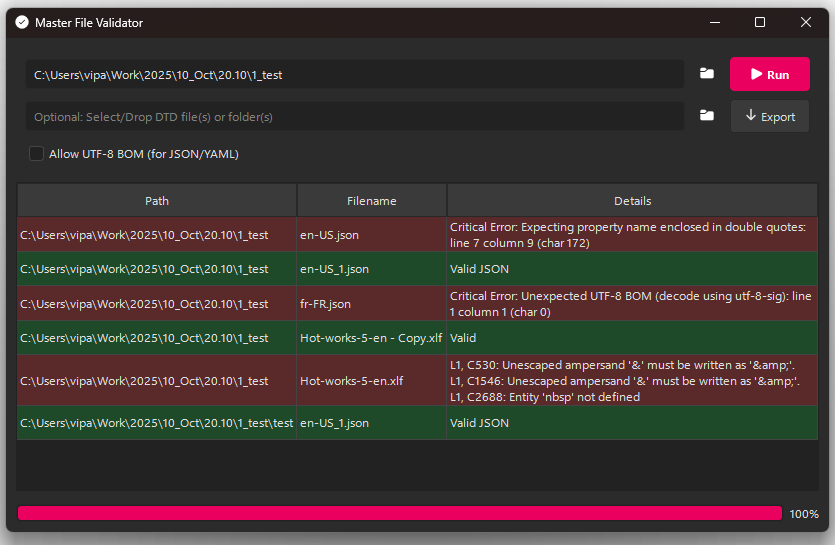 Master File Validator
C:\Users\vipa\Work\2025\10_Oct\20.10\1_test
Run
Optional: Select/Drop DTD file(s) or folder(s)
Export
Allow UTF-8 BOM (for JSON/YAML)
Path Filename Details
C:\Users\vipa\Work\2025\10_Oct\20.10\1_test en-US.json Critical Error: Expecting property name enclosed in double quotes:
line 7 column 9 (char 172)
C:\Users\vipa\Work\2025\10_Oct\20.10\1_test en-US_1.json Valid JSON
C:\Users\vipa\Work\2025\10_Oct\20.10\1_test fr-FR.json Critical Error: Unexpected UTF-8 BOM (decode using utf-8-sig): line
1 column 1 (char 0)
C:\Users\vipa\Work\2025\10_Oct\20.10\1_test Hot-works-5-en - Copy.xlf Valid
L1, C530: Unescaped ampersand '&' must be written as '&amp;'.
C:\Users\vipa\Work\2025\10_Oct\20.10\1_test Hot-works-5-en.xlf L1, C1546: Unescaped ampersand '&' must be written as '&amp;'.
L1, C2688: Entity 'nbsp' not defined
C:\Users\vipa\Work\2025\10_Oct\20.10\1_test\test en-US_1.json Valid JSON
100%